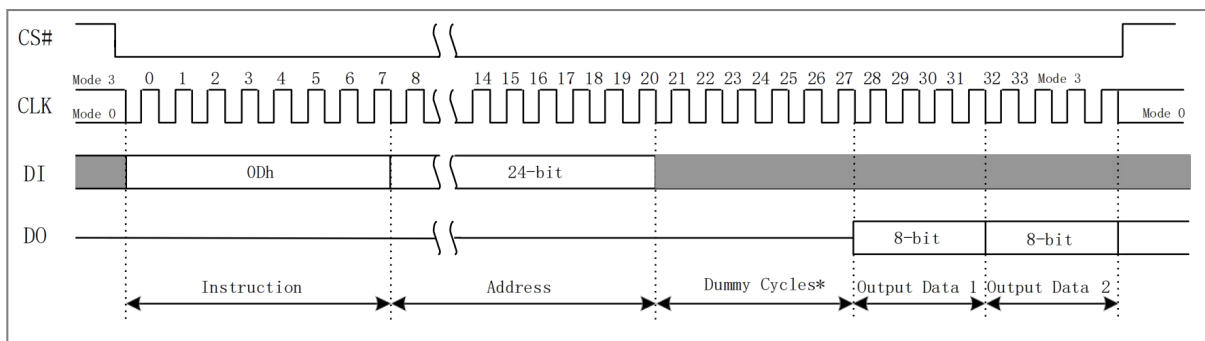 CS#
Mode 3 0 1 2 3 4 5 6 7 8 14 15 16 17 18 19 20 21 22 23 24 25 26 27 28 29 30 31 32 33 Mode 3
CLK
Mode 0 Mode 0
DI 0Dh 24-bit
DO 8-bit 8-bit
Instruction Address Dummy Cycles* Output Data 1 Output Data 2